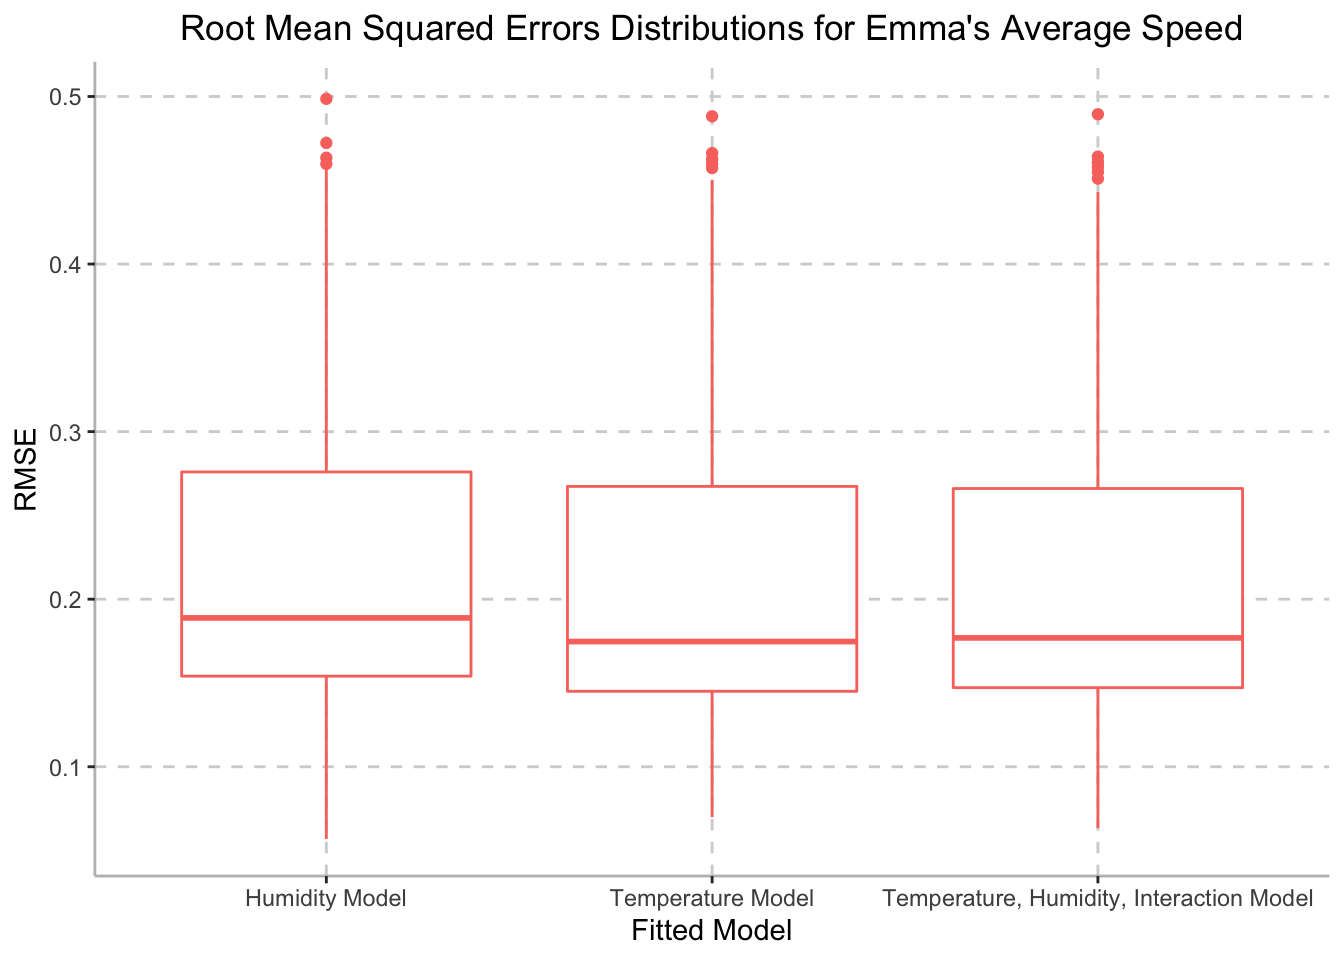 Root Mean Squared Errors Distributions for Emma's Average Speed
0.5
0.4
0.3
0.2
0.1
RMSE
Humidity Model
Temperature Model
Temperature, Humidity, Interaction Model
Fitted Model